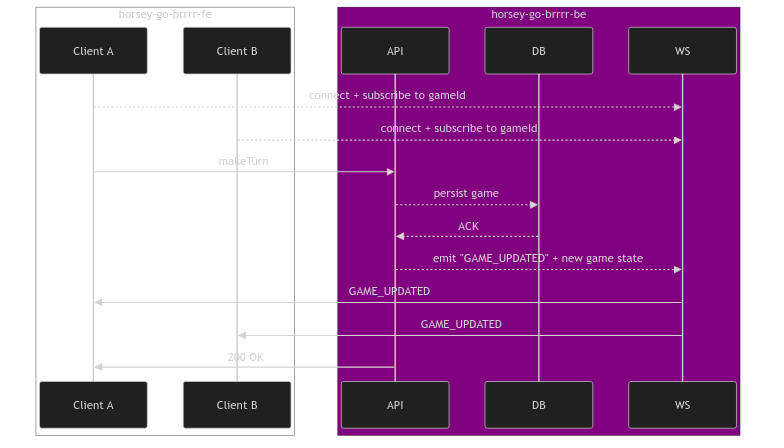 horsey-go-brrrr-fe
horsey-go-brrrr-be
Client A
Client B
API
DB
WS
connect + subscribe to gameId
connect + subscribe to gameId
makeTurn
persist game
ACK
emit "GAME_UPDATED" + new game state
GAME_UPDATED
GAME_UPDATED
200 OK
Client A
Client B
API
DB
WS